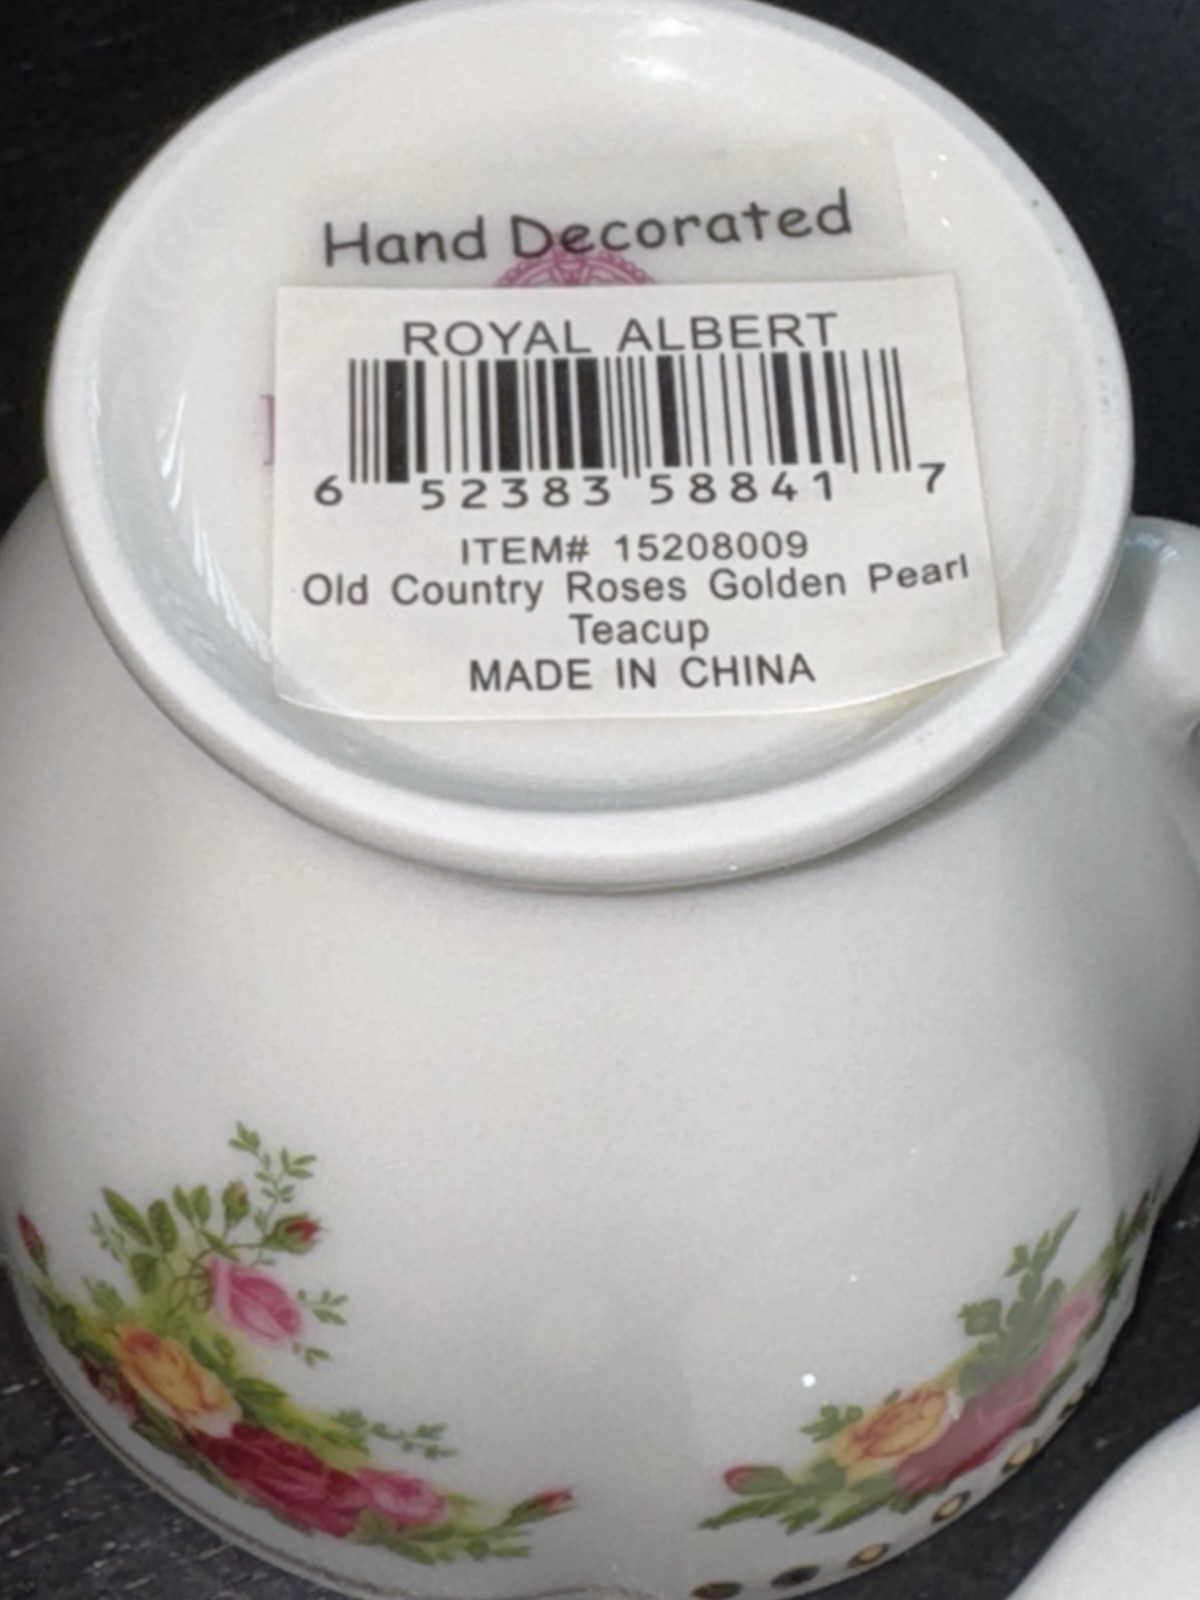 Hand Decorated
ROYAL ALBERT
6 52383 58841 7
ITEM# 15208009
Old Country Roses Golden Pearl
Teacup
MADE IN CHINA